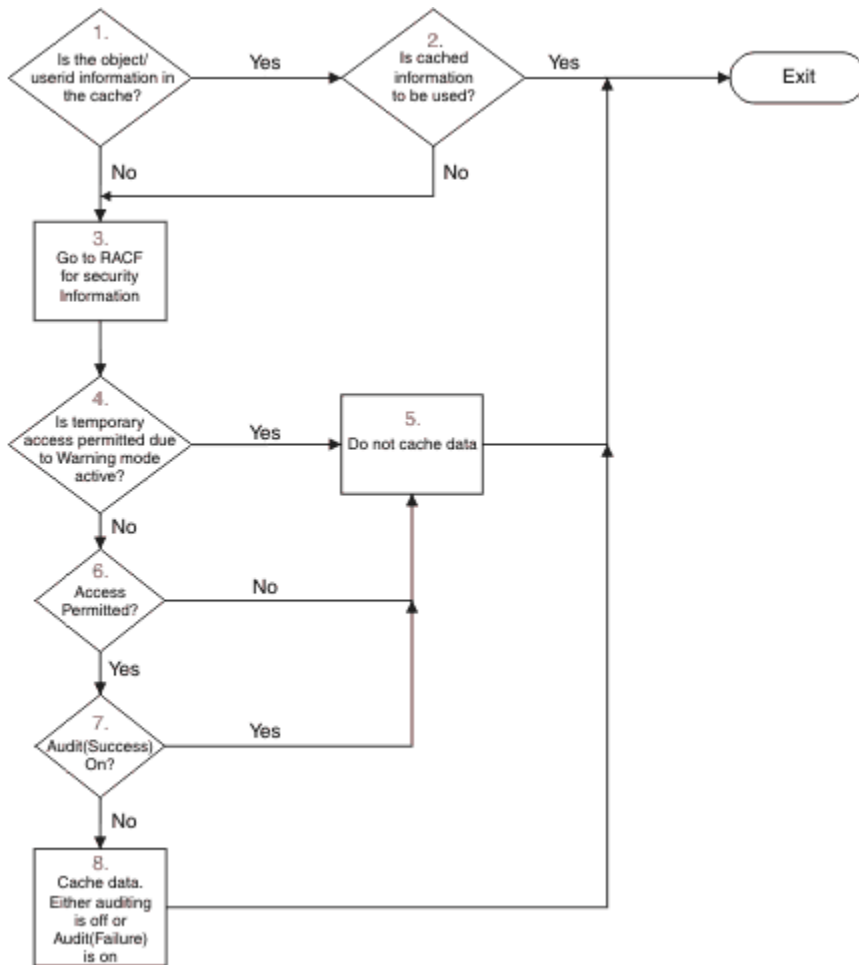 1.
Is the object/
userid information in
the cache?
Yes
2.
Is cached
information
to be used?
Yes
Exit
No
No
3.
Go to RACF
for security
Information
4.
Is temporary
access permitted due
to Warning mode
active?
Yes
5.
Do not cache data
No
6.
Access
Permitted?
No
Yes
7.
Audit(Success)
On?
Yes
No
8.
Cache data.
Either auditing
is off or
Audit(Failure)
is on